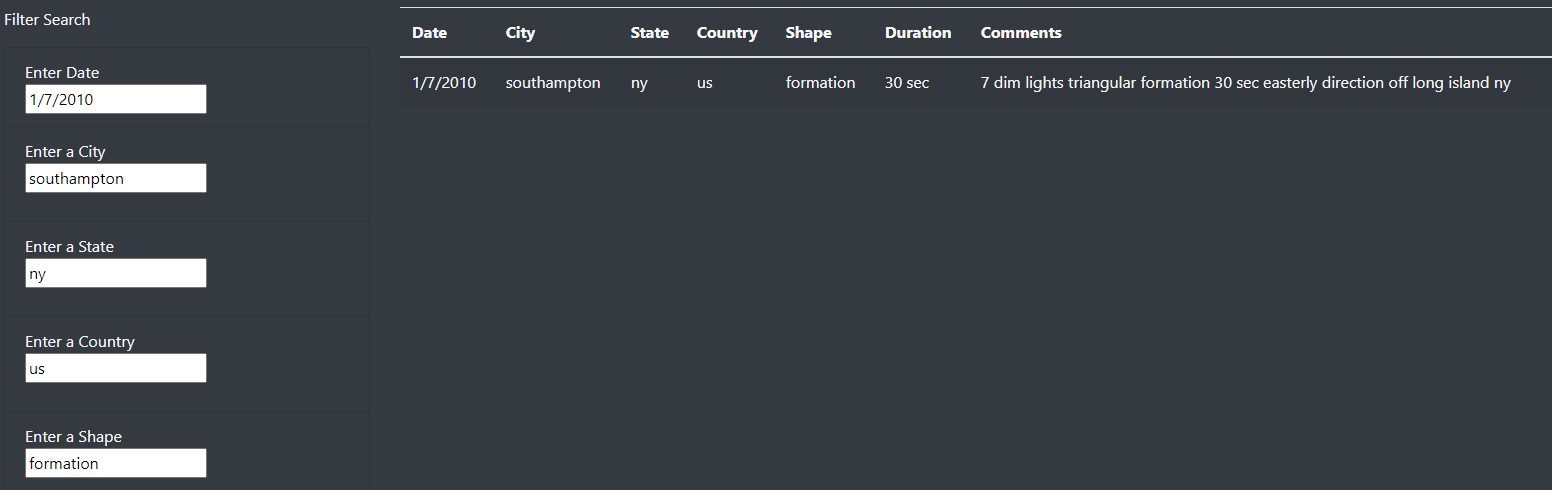 Filter Search
Enter Date
1/7/2010
Enter a City
southampton
Enter a State
ny
Enter a Country
us
Enter a Shape
formation
Date City State Country Shape Duration Comments
1/7/2010 southampton ny us formation 30 sec 7 dim lights triangular formation 30 sec easterly direction off long island ny